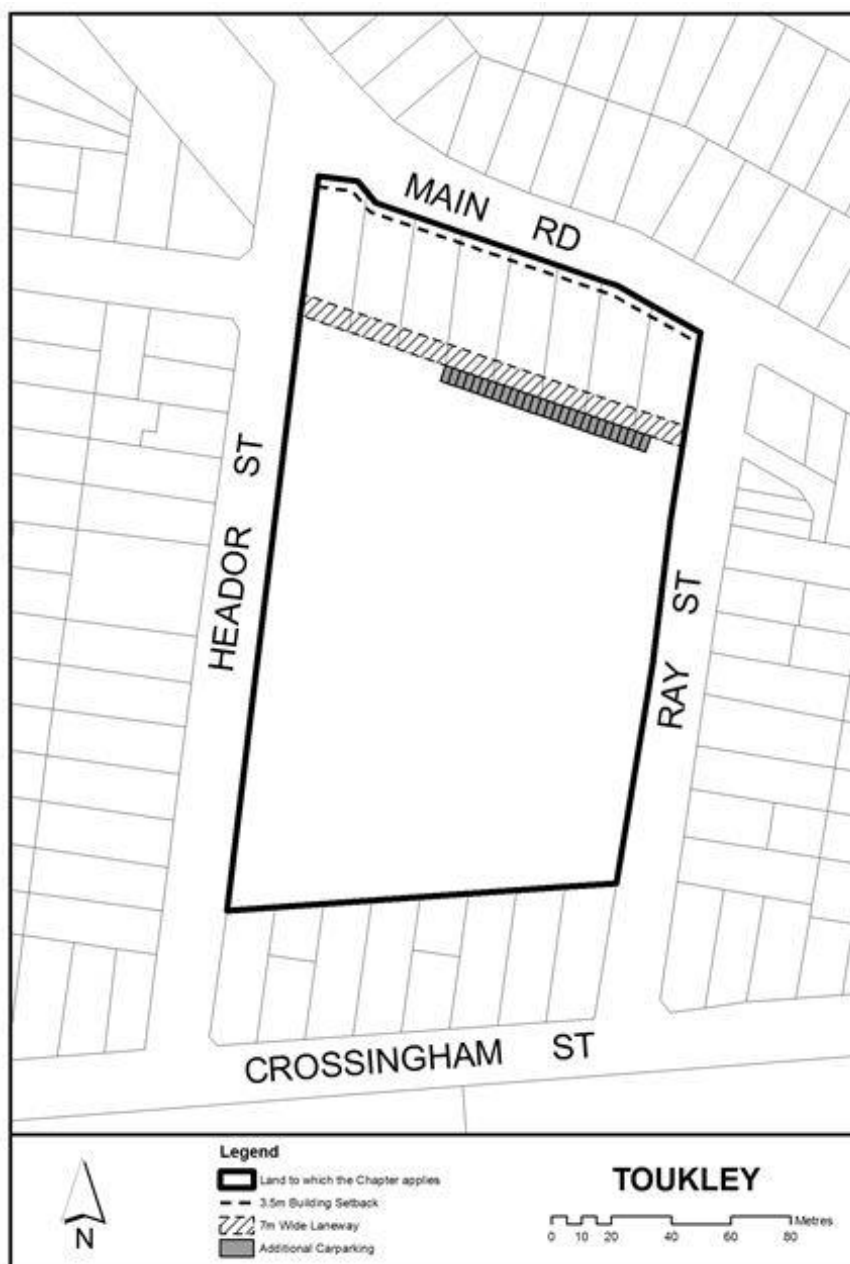 MAIN RD
HEADOR ST
RAY ST
CROSSINGHAM ST
N
Legend
Land to which the Chapter applies
3.5m Building Setback
7m Wide Laneway
Additional Carparking
TOUKLEY
Metres
0 10 20 40 60 80